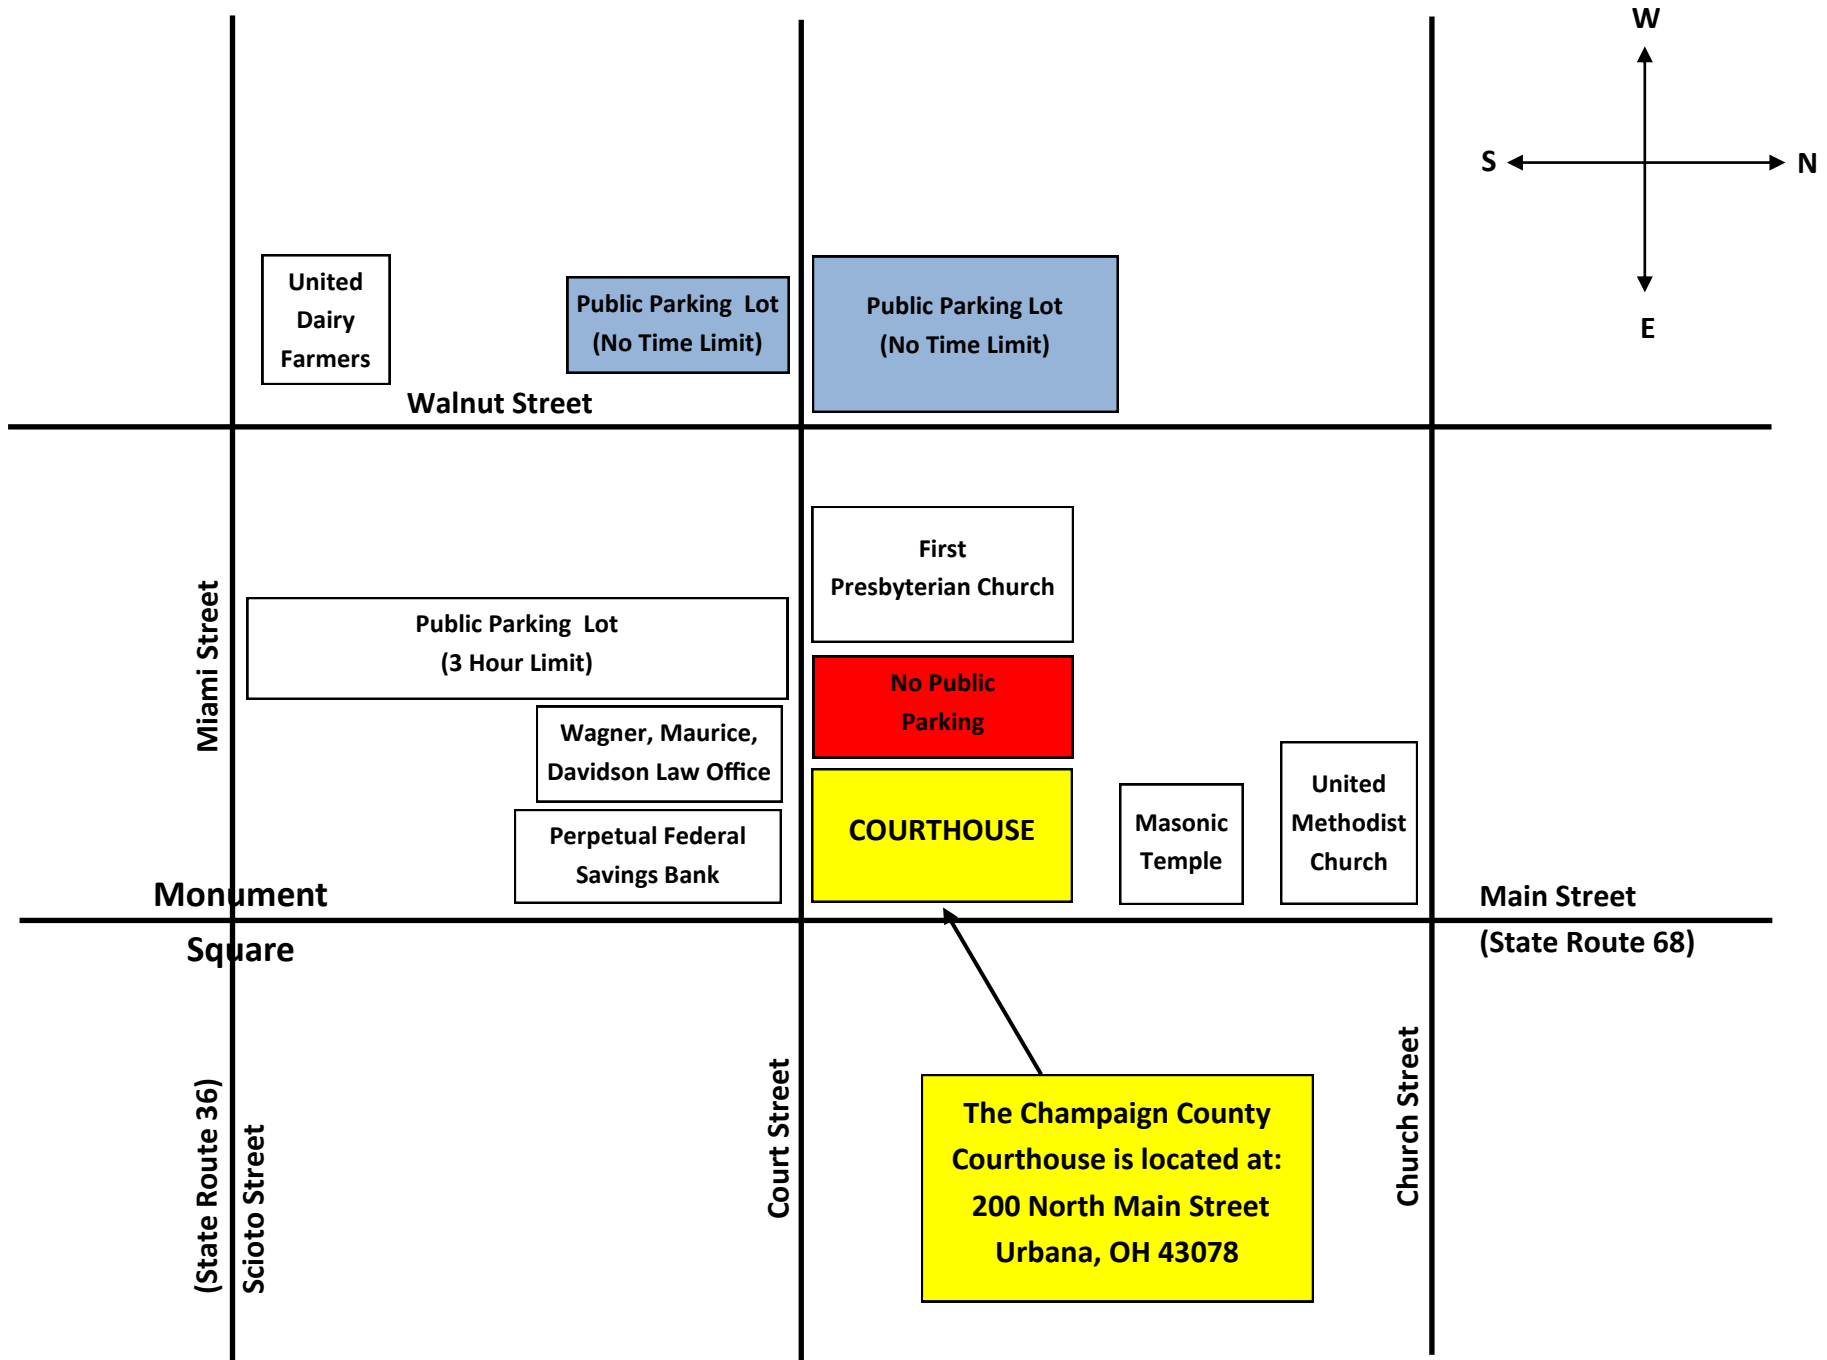 W
S
N
E
United
Dairy
Farmers
Public Parking Lot
(No Time Limit)
Public Parking Lot
(No Time Limit)
Walnut Street
First
Presbyterian Church
Miami Street
Public Parking Lot
(3 Hour Limit)
No Public
Parking
Wagner, Maurice,
Davidson Law Office
COURTHOUSE
Perpetual Federal
Savings Bank
Masonic
Temple
United
Methodist
Church
Monument
Square
Main Street
(State Route 68)
(State Route 36)
Scioto Street
Court Street
Church Street
The Champaign County
Courthouse is located at:
200 North Main Street
Urbana, OH 43078